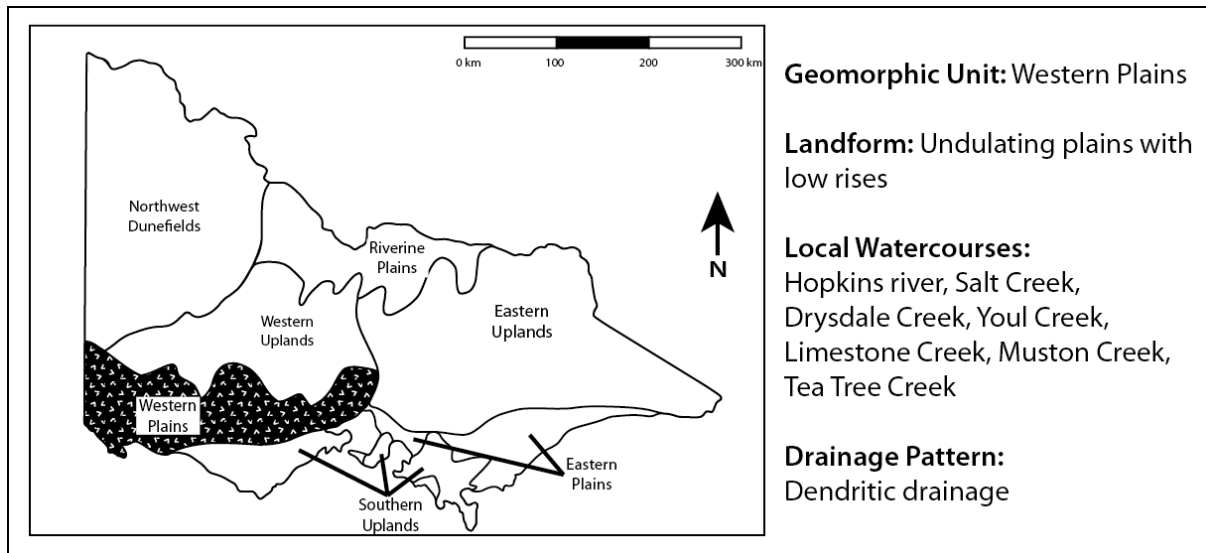 0 km
100
200
300 km
Northwest
Dunefields
Riverine
Plains
N
Western
Uplands
Eastern
Uplands
Western
Plains
Eastern
Plains
Southern
Uplands
Geomorphic Unit: Western Plains
Landform: Undulating plains with
low rises
Local Watercourses:
Hopkins river, Salt Creek,
Drysdale Creek, Youl Creek,
Limestone Creek, Muston Creek,
Tea Tree Creek
Drainage Pattern:
Dendritic drainage